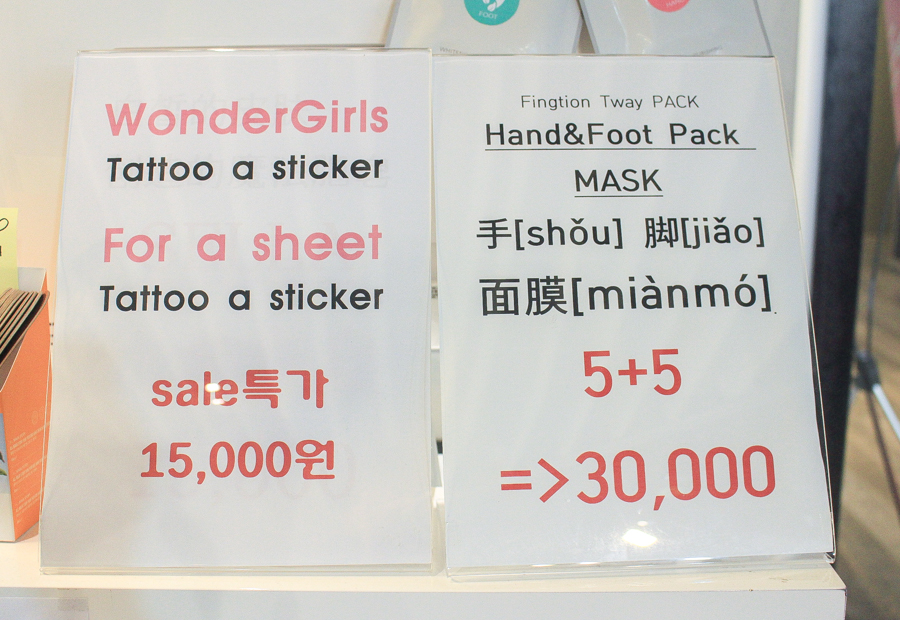 FOOT
WonderGirls
Tattoo a sticker
For a sheet
Tattoo a sticker
sale특가
15,000원
Fingtion Tway PACK
Hand&Foot Pack
MASK
手[shǒu] 脚[jiǎo]
面膜[miànmó]
5+5
=>30,000